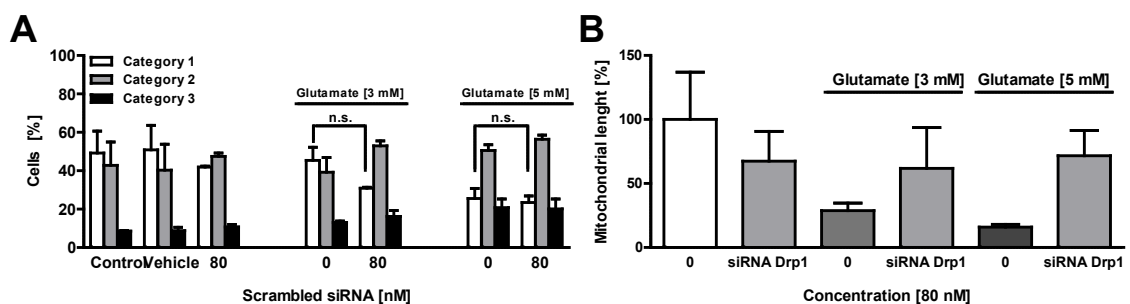 A
Cells [%]
100
80
60
40
20
0
Category 1
Category 2
Category 3
Glutamate [3 mM]
n.s.
Glutamate [5 mM]
n.s.
Control
Vehicle
80
0
80
0
80
Scrambled siRNA [nM]
B
Mitochondrial lenght [%]
150
100
50
0
Glutamate [3 mM]
Glutamate [5 mM]
0
siRNA Drp1
0
siRNA Drp1
0
siRNA Drp1
Concentration [80 nM]